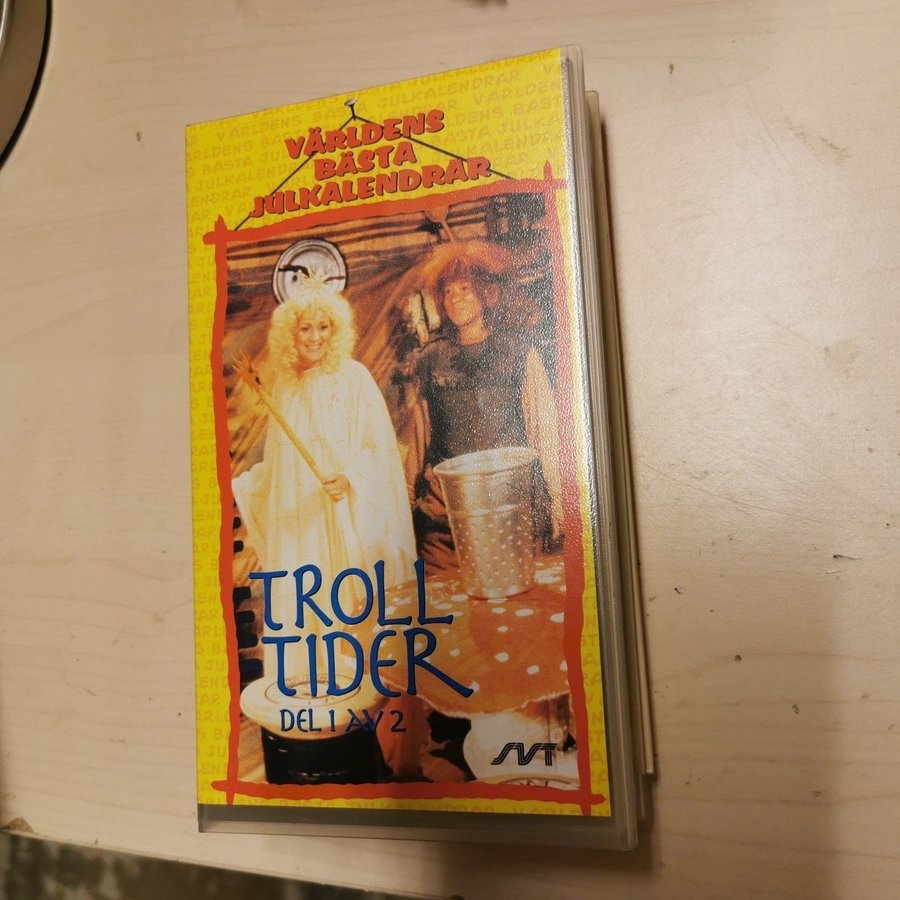 VÄRLDENS
BÄSTA
JULKALENDRAR
TROLL
TIDER
DEL 1 AV 2
SVT